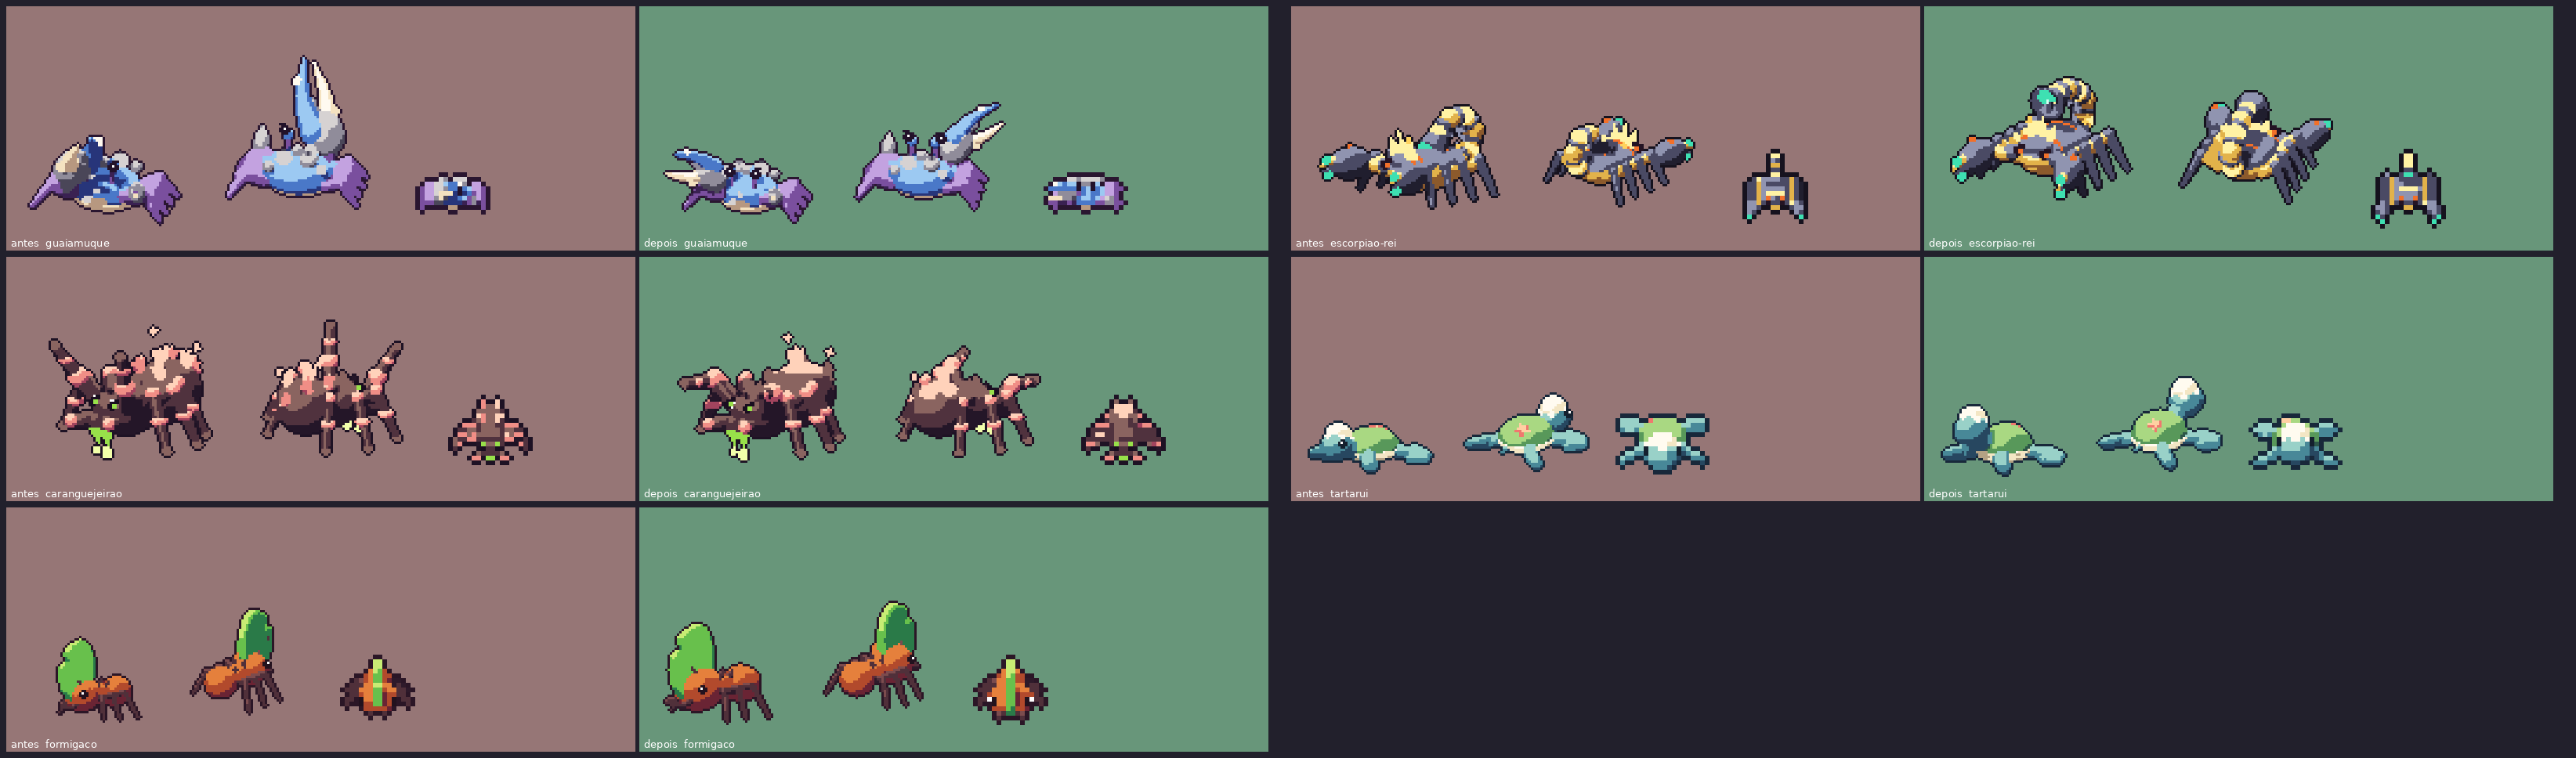 antes guaiamuque
depois guaiamuque
antes escorpiao-rei
depois escorpiao-rei
antes caranguejeirao
depois caranguejeirao
antes tartarui
depois tartarui
antes formigaco
depois formigaco